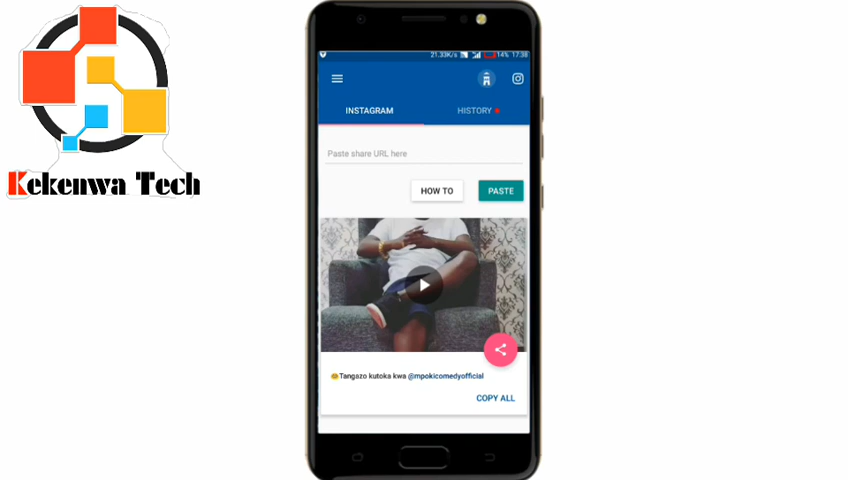 Kekenwa Tech
21.33K/s 14% 17:38
INSTAGRAM
HISTORY
Paste share URL here
HOW TO
PASTE
Tangazo kutoka kwa @mpokicomedyofficial
COPY ALL